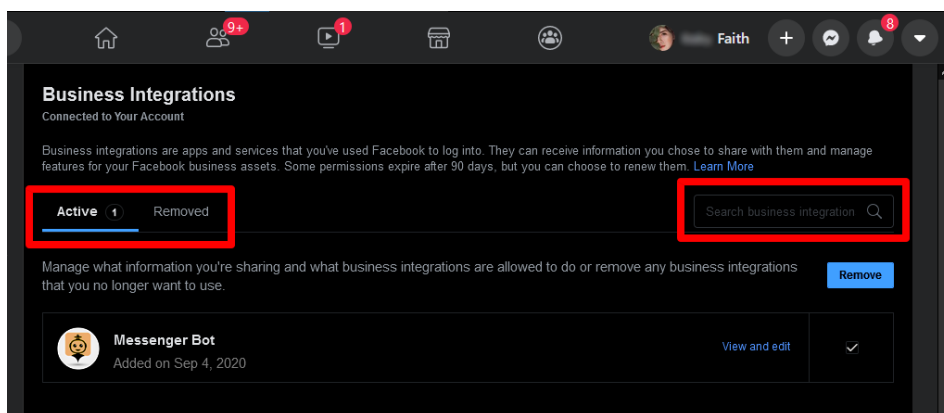 9+
1
8
Faith
Business Integrations
Connected to Your Account
Business integrations are apps and services that you've used Facebook to log into. They can receive information you chose to share with them and manage
features for your Facebook business assets. Some permissions expire after 90 days, but you can choose to renew them. Learn More
Active 1 Removed
Search business integration
Manage what information you're sharing and what business integrations are allowed to do or remove any business integrations
that you no longer want to use.
Remove
Messenger Bot
Added on Sep 4, 2020
View and edit